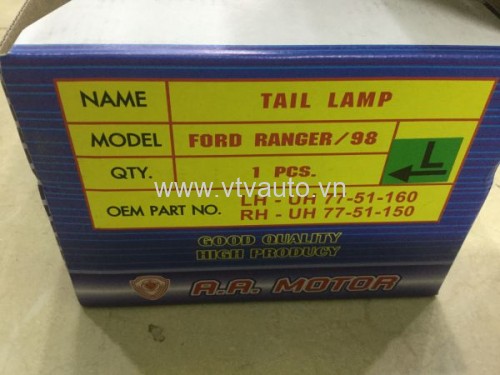 NAME TAIL LAMP
MODEL FORD RANGER/98
QTY. 1 PCS.
L
www.vtvauto.vn
OEM PART NO. LH - UH 77-51-160
RH - UH 77-51-150
GOOD QUALITY
HIGH PRODUCY
A.A. MOTOR